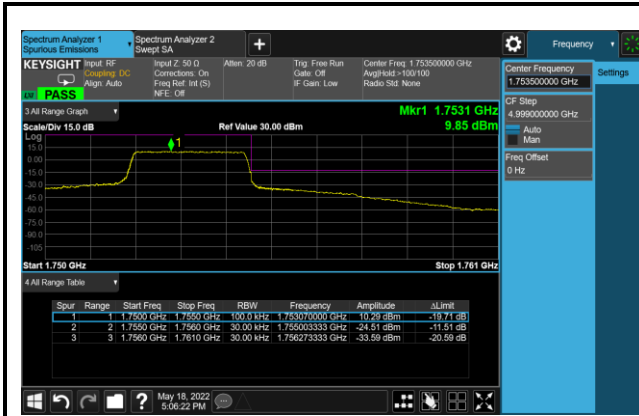 Spectrum Analyzer 1
Spurious Emissions
Spectrum Analyzer 2
Swept SA
+
Frequency
KEYSIGHT
Input: RF
Coupling: DC
Align: Auto
Input Z: 50 Ω
Corrections: On
Freq Ref: Int (S)
NFE: Off
Atten: 20 dB
Trig: Free Run
Gate: Off
IF Gain: Low
Center Freq: 1.753500000 GHz
Avg|Hold:>100/100
Radio Std: None
PASS
Center Frequency
1.753500000 GHz
Settings
CF Step
4.999000000 GHz
Auto
Man
Freq Offset
0 Hz
3 All Range Graph
Mkr1 1.7531 GHz
Scale/Div 15.0 dB
Ref Value 30.00 dBm
9.85 dBm
Log
1
15.0
0.00
-15.0
-30.0
-45.0
-60.0
-75.0
-90.0
-105
Start 1.750 GHz
Stop 1.761 GHz
4 All Range Table
Spur Range Start Freq Stop Freq RBW Frequency Amplitude ΔLimit
1 1 1.7500 GHz 1.7550 GHz 100.0 kHz 1.753070000 GHz 10.29 dBm -19.71 dB
2 2 1.7550 GHz 1.7560 GHz 30.00 kHz 1.755003333 GHz -24.51 dBm -11.51 dB
3 3 1.7560 GHz 1.7610 GHz 30.00 kHz 1.756273333 GHz -33.59 dBm -20.59 dB
?
May 18, 2022
5:06:22 PM